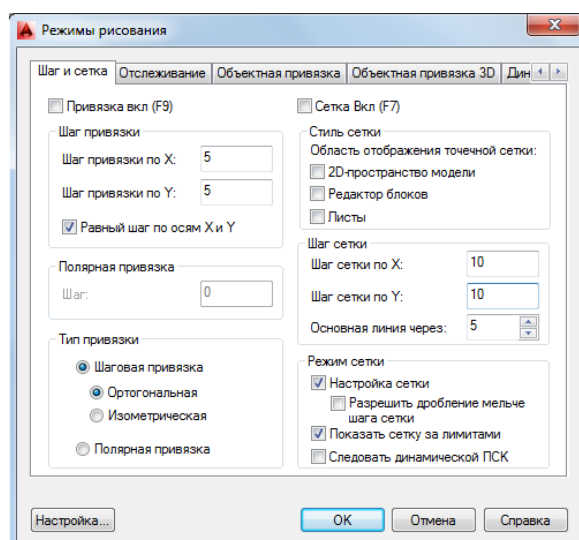 Режимы рисования
Шаг и сетка
Отслеживание
Объектная привязка
Объектная привязка 3D
Дин
Привязка вкл (F9)
Шаг привязки
Шаг привязки по X:
5
Шаг привязки по Y:
5
Равный шаг по осям X и Y
Полярная привязка
Шаг:
0
Тип привязки
Шаговая привязка
Ортогональная
Изометрическая
Полярная привязка
Сетка Вкл (F7)
Стиль сетки
Область отображения точечной сетки:
2D-пространство модели
Редактор блоков
Листы
Шаг сетки
Шаг сетки по X:
10
Шаг сетки по Y:
10
Основная линия через:
5
Режим сетки
Настройка сетки
Разрешить дробление мельче
шага сетки
Показать сетку за лимитами
Следовать динамической ПСК
Настройка...
OK
Отмена
Справка